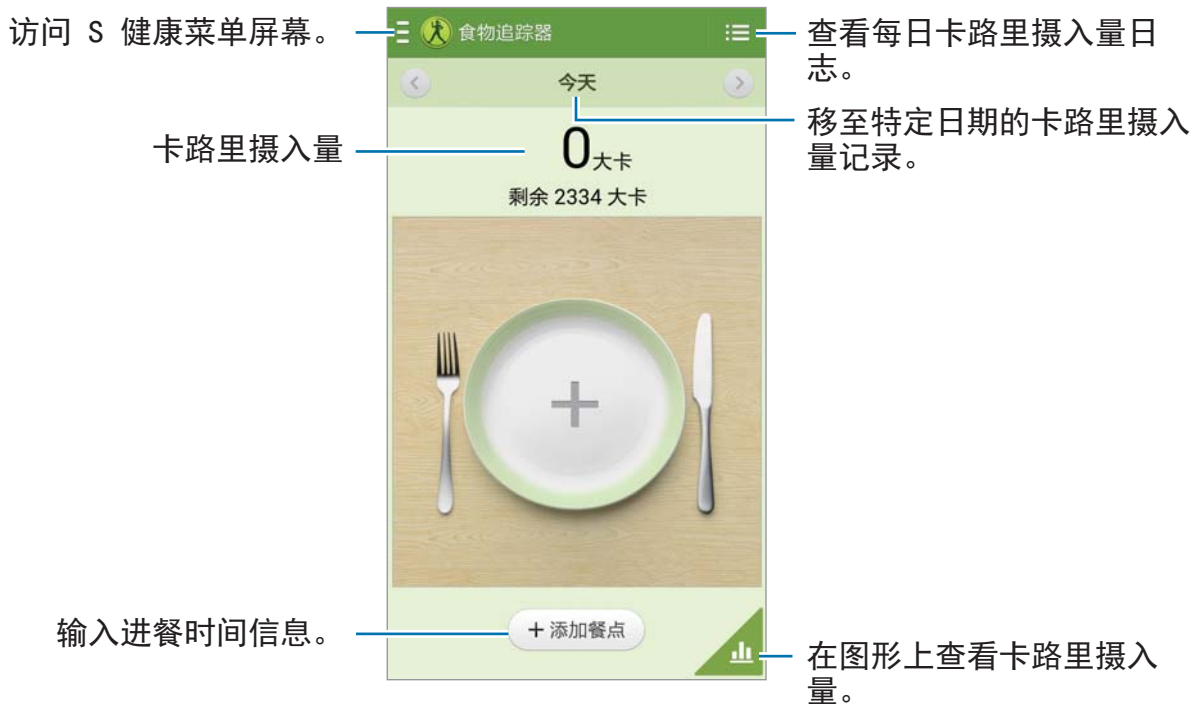 访问 S 健康菜单屏幕。
食物追踪器
查看每日卡路里摄入量日
志。
今天
移至特定日期的卡路里摄入
量记录。
卡路里摄入量
0大卡
剩余 2334 大卡
输入进餐时间信息。
+ 添加餐点
在图形上查看卡路里摄入
量。